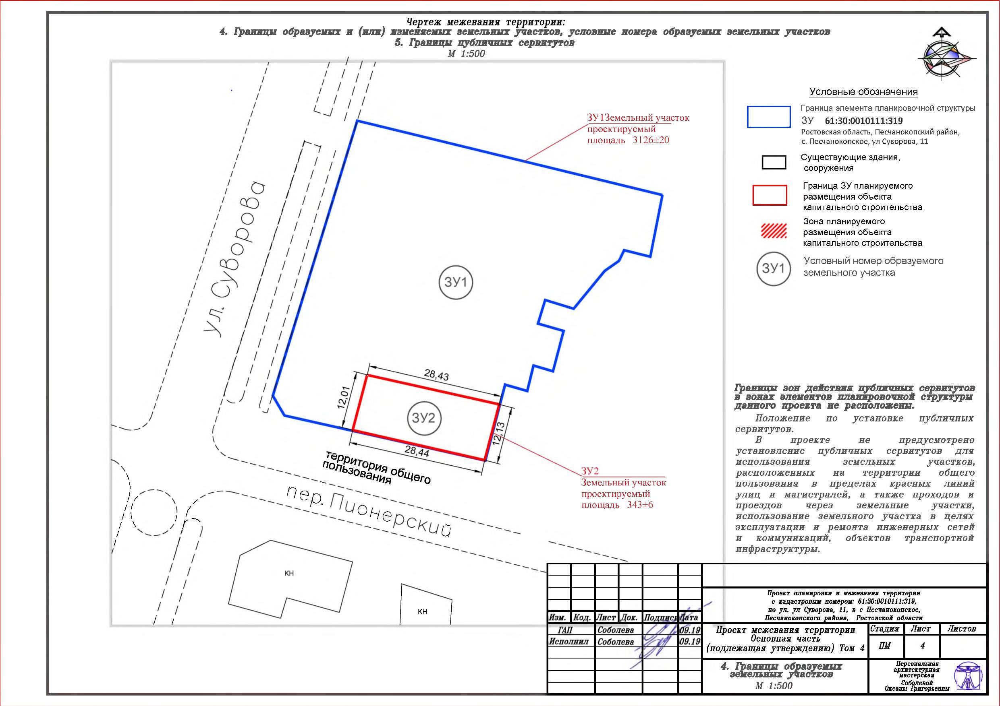 Чертеж межевания территории:
4. Границы образуемых и (или) изменяемых земельных участков, условные номера образуемых земельных участков
5. Границы публичных сервитутов
М 1:500
ЗУ1Земельный участок
проектируемый
площадь 3126±20
ул. Суворова
ЗУ1
28,43
12,01
ЗУ2
12,13
28,44
территория общего
пользования
пер. Пионерский
ЗУ2
Земельный участок
проектируемый
площадь 343±6
КН
КН
Условные обозначения
Граница элемента планировочной структуры
ЗУ 61:30:0010111:319
Ростовская область, Песчанокопский район,
с. Песчанокопское, ул Суворова, 11
Существующие здания,
сооружения
Граница ЗУ планируемого
размещения объекта
капитального строительства
Зона планируемого
размещения объекта
капитального строительства
ЗУ1
Условный номер образуемого
земельного участка
Границы зон действия публичных сервитутов
в зонах элементов планировочной структуры
данного проекта не расположены.
Положение по установке публичных
сервитутов.
В проекте не предусмотрено
установление публичных сервитутов для
использования земельных участков,
расположенных на территории общего
пользования в пределах красных линий
улиц и магистралей, а также проходов и
проездов через земельные участки,
использование земельного участка в целях
эксплуатации и ремонта инженерных сетей
и коммуникаций, объектов транспортной
инфраструктуры.
Проект планировки и межевания территории
с кадастровым номером: 61:30:0010111:319,
по ул. ул Суворова, 11, в с Песчанокопское,
Песчанокопского района, Ростовской области
Изм. Код. Лист Док. Подпись Дата
ГАП Соболева 09.19
Исполнил Соболева 09.19
Проект межевания территории
Основная часть
(подлежащая утверждению) Том 4
Стадия Лист Листов
ПМ 4
4. Границы образуемых
земельных участков
М 1:500
Персональная
архитектурная
мастерская
Соболевой
Оксаны Григорьевны